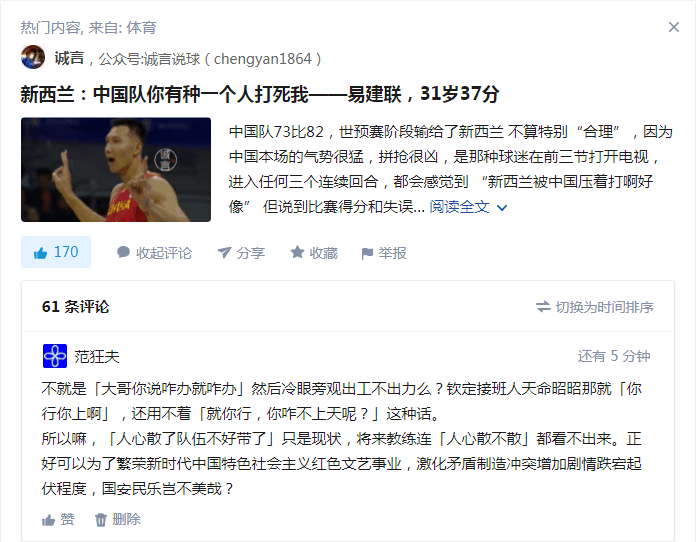 热门内容, 来自: 体育
诚言，公众号:诚言说球（chengyan1864）
新西兰：中国队你有种一个人打死我——易建联，31岁37分
诚言
中国队73比82，世预赛阶段输给了新西兰 不算特别“合理”，因为
中国本场的气势很猛，拼抢很凶，是那种球迷在前三节打开电视，
进入任何三个连续回合，都会感觉到 “新西兰被中国压着打啊好
像” 但说到比赛得分和失误... 阅读全文
170 收起评论 分享 收藏 举报
61 条评论 切换为时间排序
范狂夫 还有 5 分钟
不就是「大哥你说咋办就咋办」然后冷眼旁观出工不出力么？钦定接班人天命昭昭那就「你
行你上啊」，还用不着「就你行，你咋不上天呢？」这种话。
所以嘛，「人心散了队伍不好带了」只是现状，将来教练连「人心散不散」都看不出来。正
好可以为了繁荣新时代中国特色社会主义红色文艺事业，激化矛盾制造冲突增加剧情跌宕起
伏程度，国安民乐岂不美哉？
赞 删除